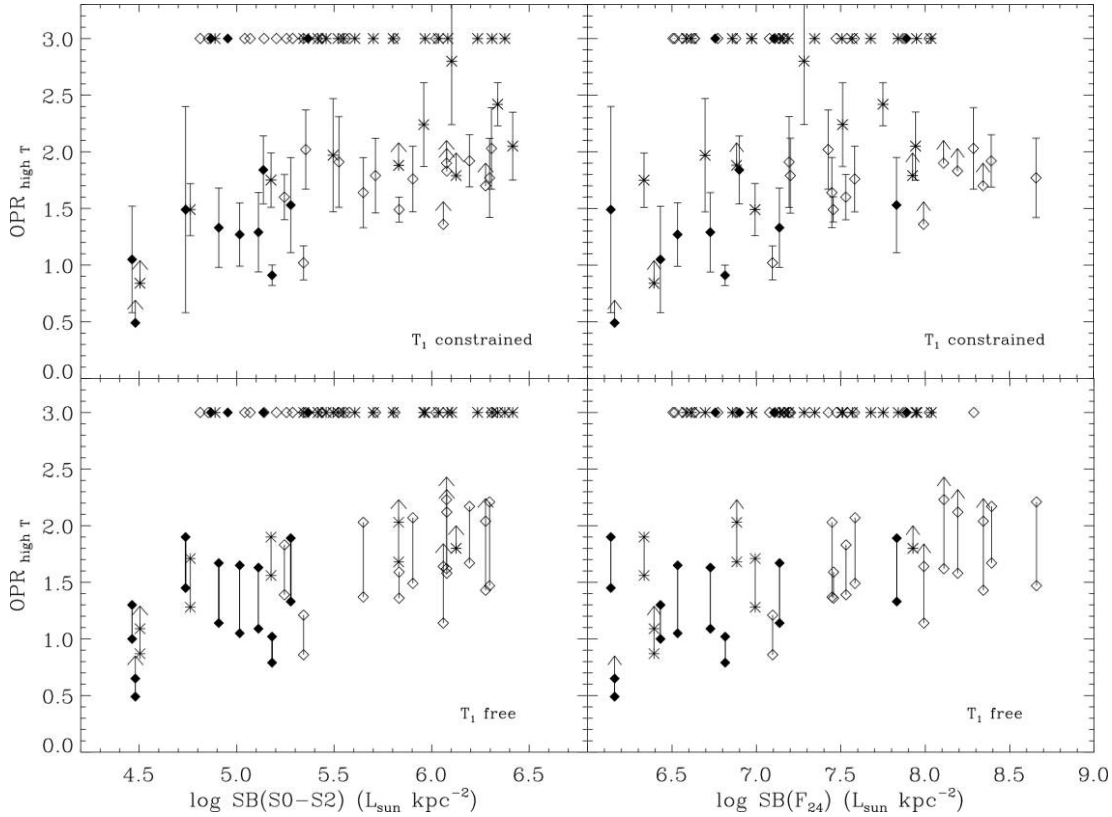 3.0
2.5
2.0
1.5
1.0
0.5
0.0
OPR high T
T1 constrained
T1 constrained
3.0
2.5
2.0
1.5
1.0
0.5
0.0
OPR high T
T1 free
T1 free
4.5 5.0 5.5 6.0 6.5
6.5 7.0 7.5 8.0 8.5 9.0
log SB(S0−S2) (Lsun kpc−2)
log SB(F24) (Lsun kpc−2)